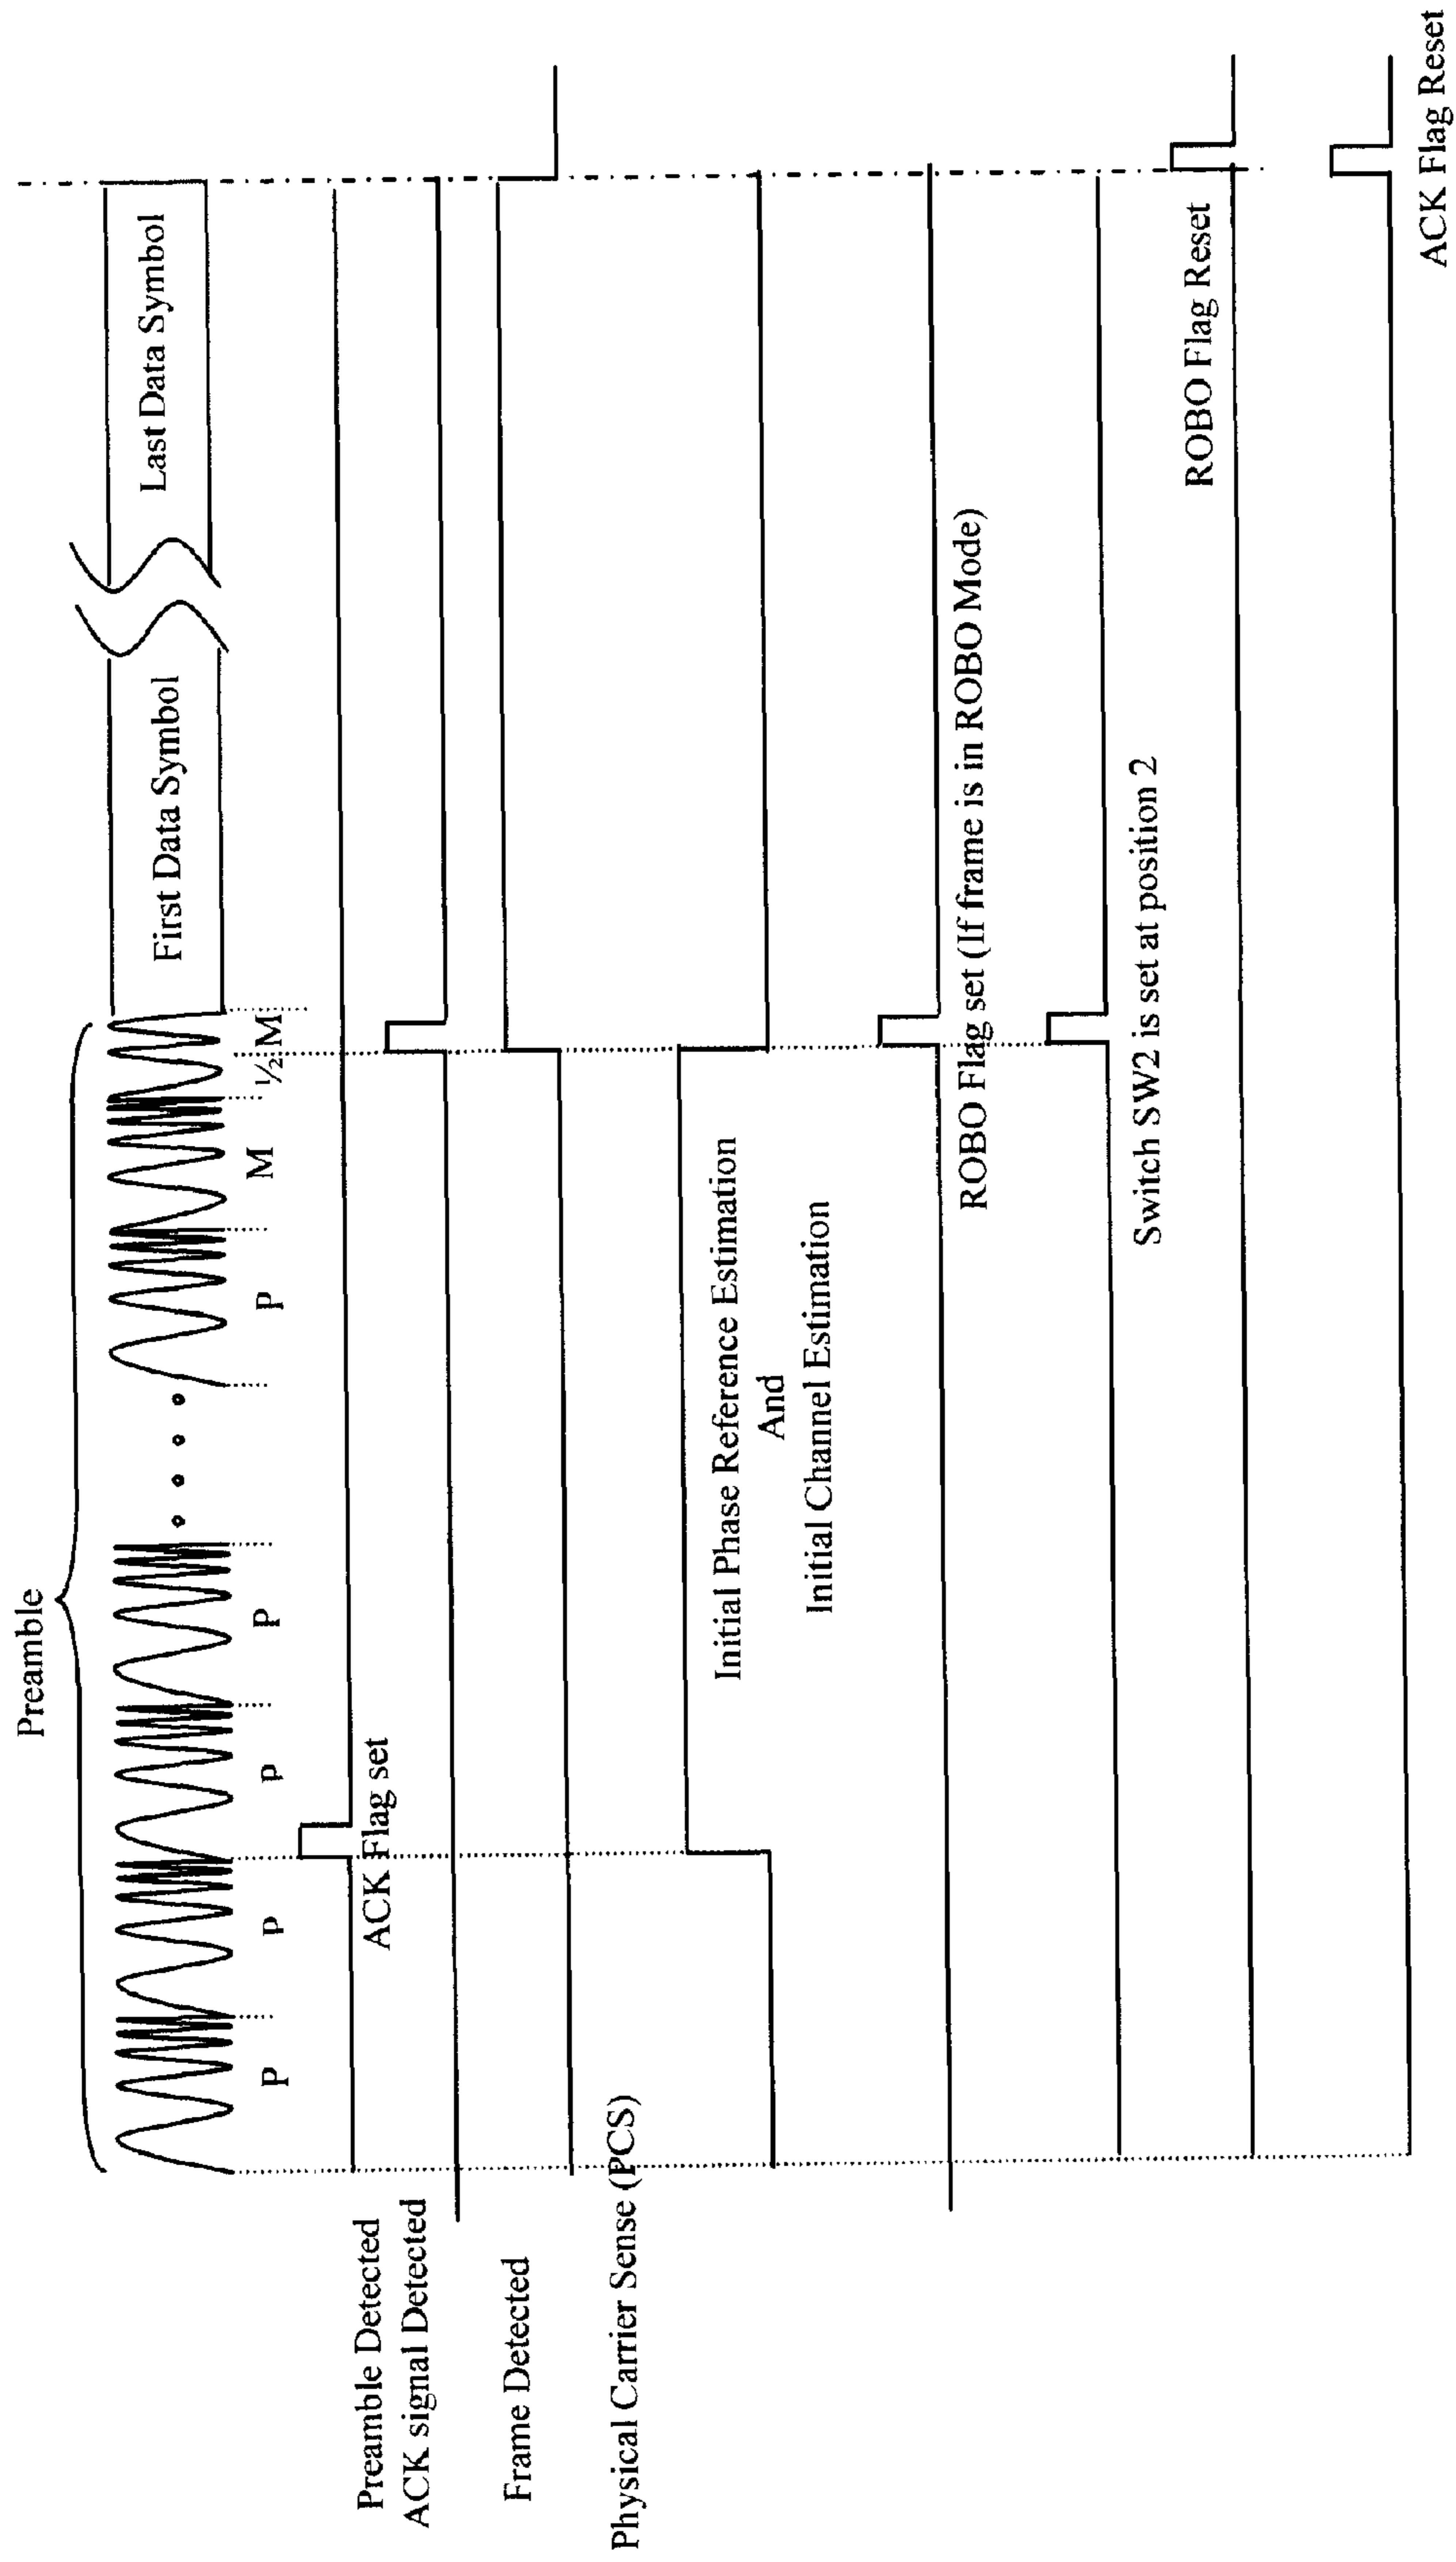 Preamble
P
P
P
P
P
M
½ M
First Data Symbol
Last Data Symbol
Preamble Detected
ACK signal Detected
ACK Flag set
Frame Detected
Physical Carrier Sense (PCS)
Initial Phase Reference Estimation
And
Initial Channel Estimation
ROBO Flag set (If frame is in ROBO Mode)
Switch SW2 is set at position 2
ROBO Flag Reset
ACK Flag Reset